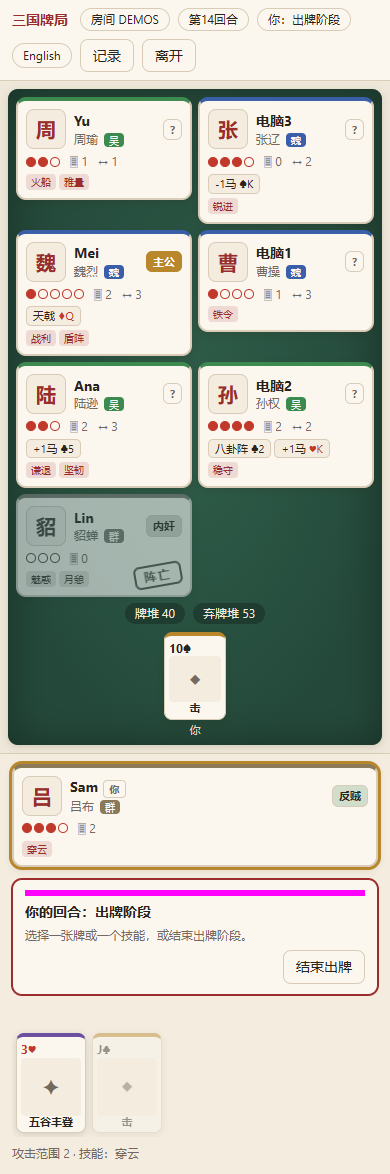 三国牌局 房间 DEMOS 第14回合 你: 出牌阶段
English 记录 离开
周 Yu ?
周瑜 吴
1 ↔ 1
火船 雅量
张 电脑3 ?
张辽 魏
0 ↔ 2
-1马 ♠K
锐进
魏 Mei 主公
魏烈 魏
2 ↔ 3
天戟 ♦Q
战利 盾阵
曹 电脑1 ?
曹操 魏
1 ↔ 3
铁令
陆 Ana ?
陆逊 吴
2 ↔ 3
+1马 ♣5
谦退 坚韧
孙 电脑2 ?
孙权 吴
2 ↔ 2
八卦阵 ♣2 +1马 ♥K
稳守
貂 Lin 内奸
貂蝉 群
0
魅惑 月憩
阵亡
牌堆 40 弃牌堆 53
10♠
击
你
吕 Sam 你 反贼
吕布 群
2
穿云
你的回合: 出牌阶段
选择一张牌或一个技能，或结束出牌阶段。
结束出牌
3♥
五谷丰登
J♣
击
攻击范围 2 · 技能: 穿云